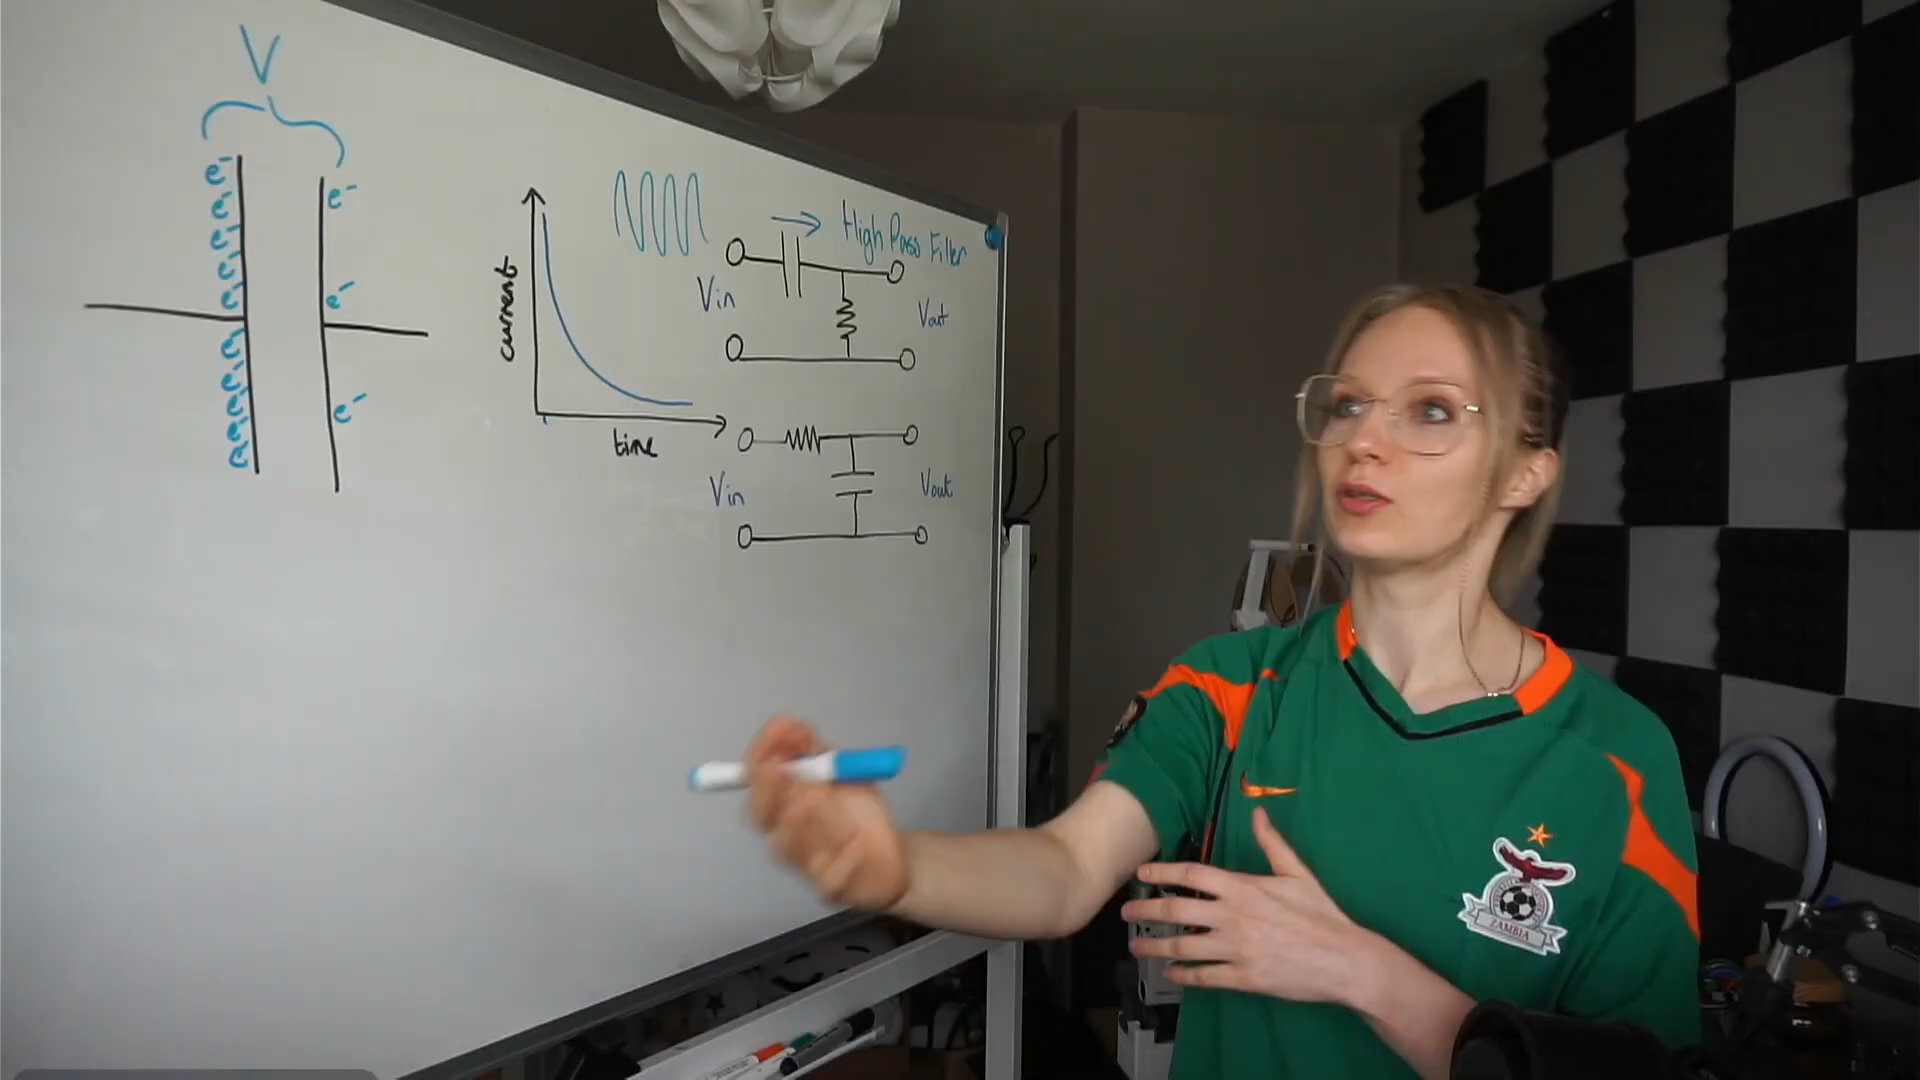 V
e- e-
e-
e-
e-
e- e-
e-
e-
e- e-
e-
e-
current
time
High Pass Filter
Vin
Vout
Vin
Vout
ZAMBIA